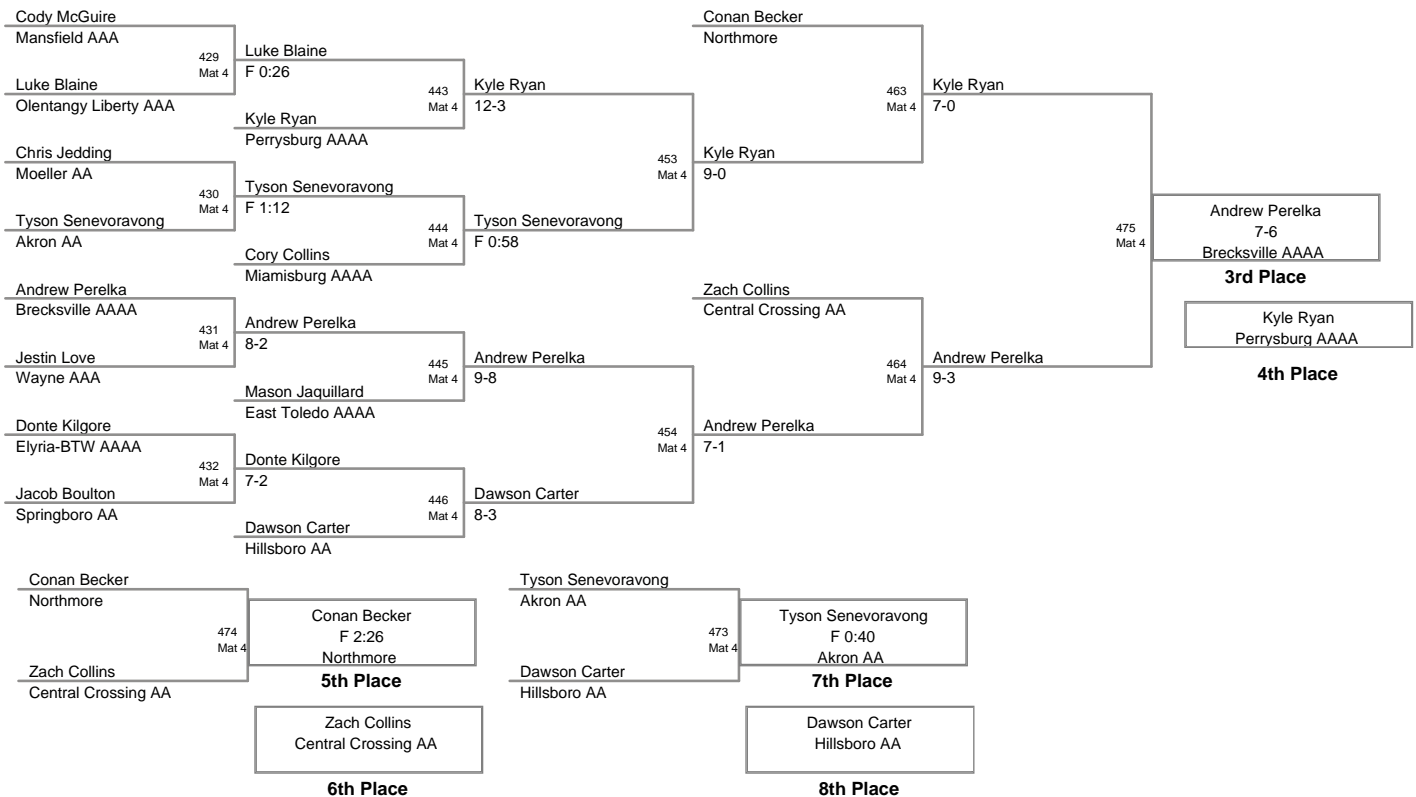 Cody McGuire
Mansfield AAA
429
Mat 4
Luke Blaine
Olentangy Liberty AAA
Chris Jedding
Moeller AA
430
Mat 4
Tyson Senevoravong
Akron AA
Andrew Perelka
Brecksville AAAA
431
Mat 4
Jestin Love
Wayne AAA
Donte Kilgore
Elyria-BTW AAAA
432
Mat 4
Jacob Boulton
Springboro AA
Luke Blaine
F 0:26
443
Mat 4
Kyle Ryan
Perrysburg AAAA
Tyson Senevoravong
F 1:12
444
Mat 4
Cory Collins
Miamisburg AAAA
Andrew Perelka
8-2
445
Mat 4
Mason Jaquillard
East Toledo AAAA
Donte Kilgore
7-2
446
Mat 4
Dawson Carter
Hillsboro AA
Kyle Ryan
12-3
453
Mat 4
Tyson Senevoravong
F 0:58
Andrew Perelka
9-8
454
Mat 4
Dawson Carter
8-3
Conan Becker
Northmore
463
Mat 4
Kyle Ryan
9-0
Zach Collins
Central Crossing AA
464
Mat 4
Andrew Perelka
7-1
Kyle Ryan
7-0
475
Mat 4
Andrew Perelka
9-3
Andrew Perelka
7-6
Brecksville AAAA
3rd Place
Kyle Ryan
Perrysburg AAAA
4th Place
Conan Becker
Northmore
474
Mat 4
Zach Collins
Central Crossing AA
Conan Becker
F 2:26
Northmore
5th Place
Zach Collins
Central Crossing AA
6th Place
Tyson Senevoravong
Akron AA
473
Mat 4
Dawson Carter
Hillsboro AA
Tyson Senevoravong
F 0:40
Akron AA
7th Place
Dawson Carter
Hillsboro AA
8th Place